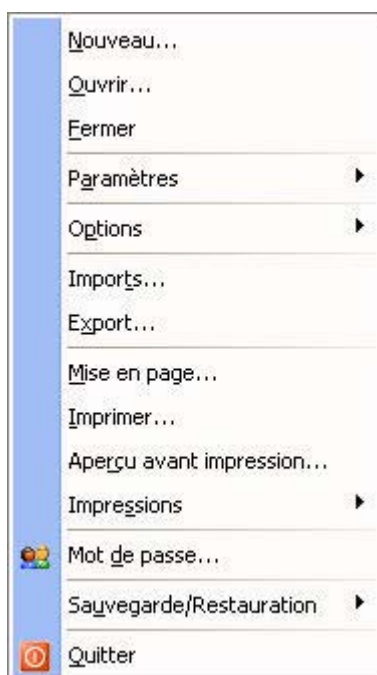 Nouveau...
Ouvrir...
Fermer
Paramètres
Options
Imports...
Export...
Mise en page...
Imprimer...
Aperçu avant impression...
Impressions
Mot de passe...
Sauvegarde/Restauration
Quitter